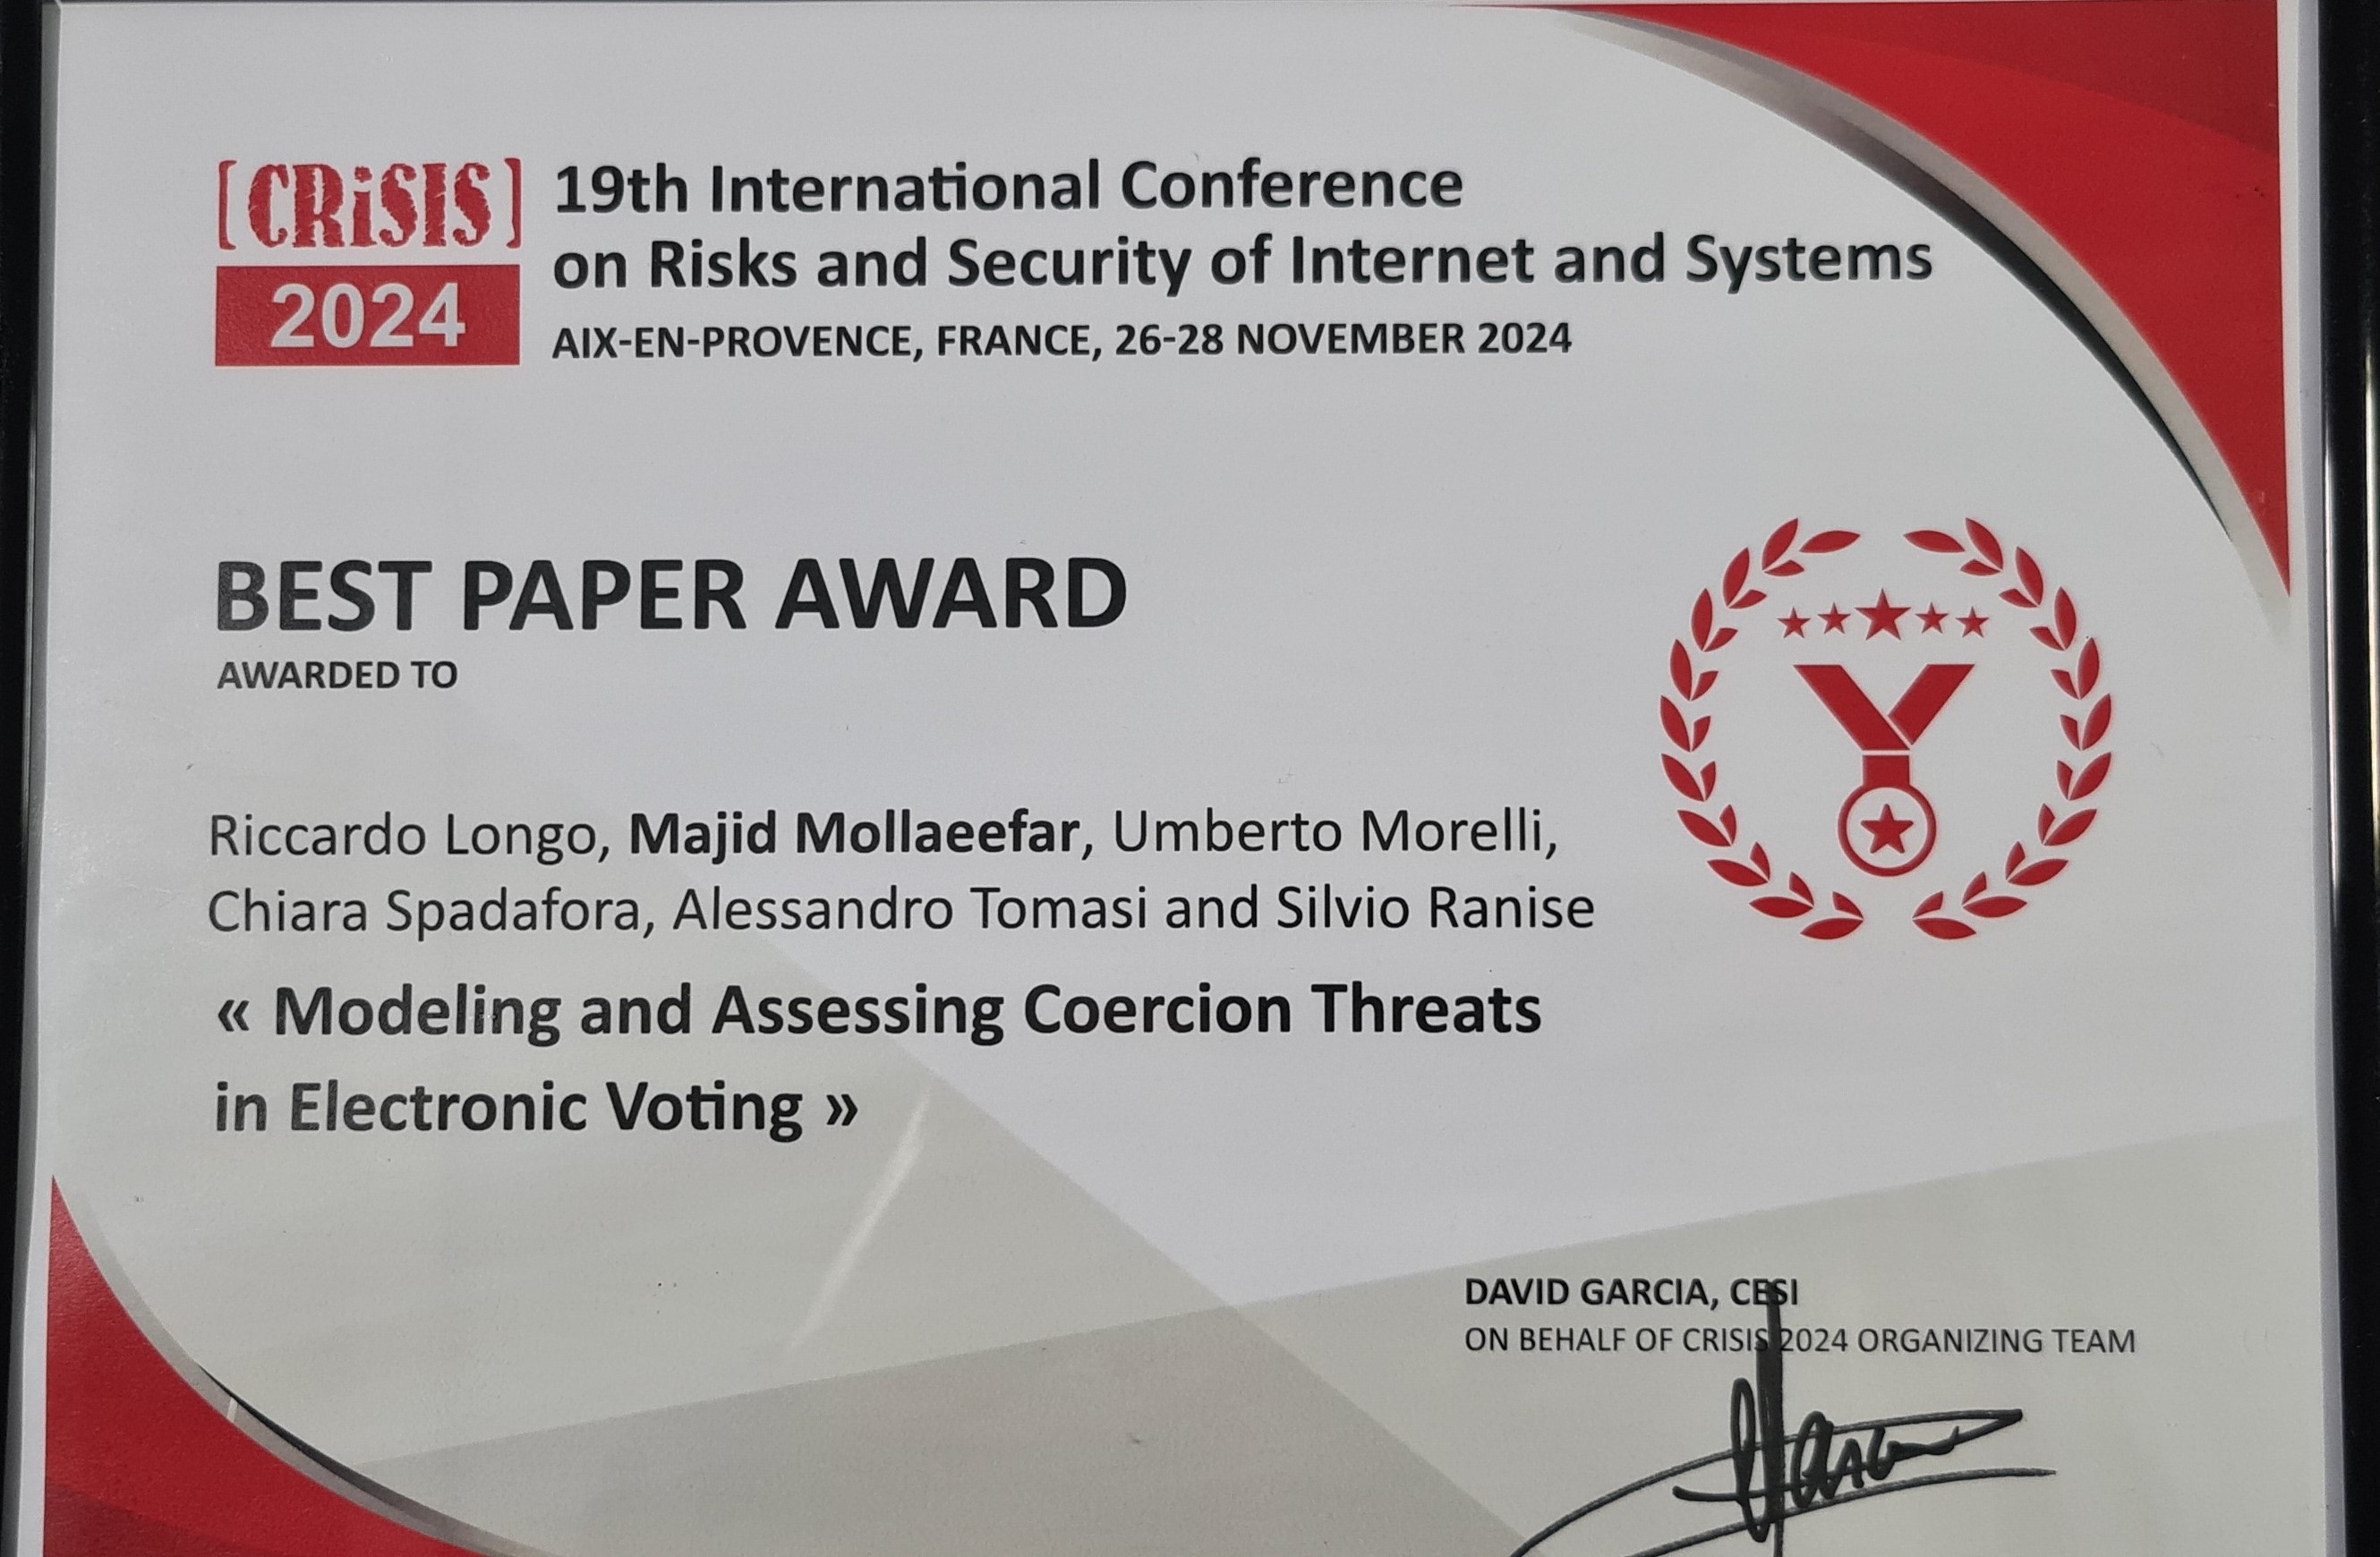 [CRiSIS]
2024
19th International Conference
on Risks and Security of Internet and Systems
AIX-EN-PROVENCE, FRANCE, 26-28 NOVEMBER 2024
BEST PAPER AWARD
AWARDED TO
Riccardo Longo, Majid Mollaeefar, Umberto Morelli,
Chiara Spadafora, Alessandro Tomasi and Silvio Ranise
« Modeling and Assessing Coercion Threats
in Electronic Voting »
DAVID GARCIA, CESI
ON BEHALF OF CRISIS 2024 ORGANIZING TEAM